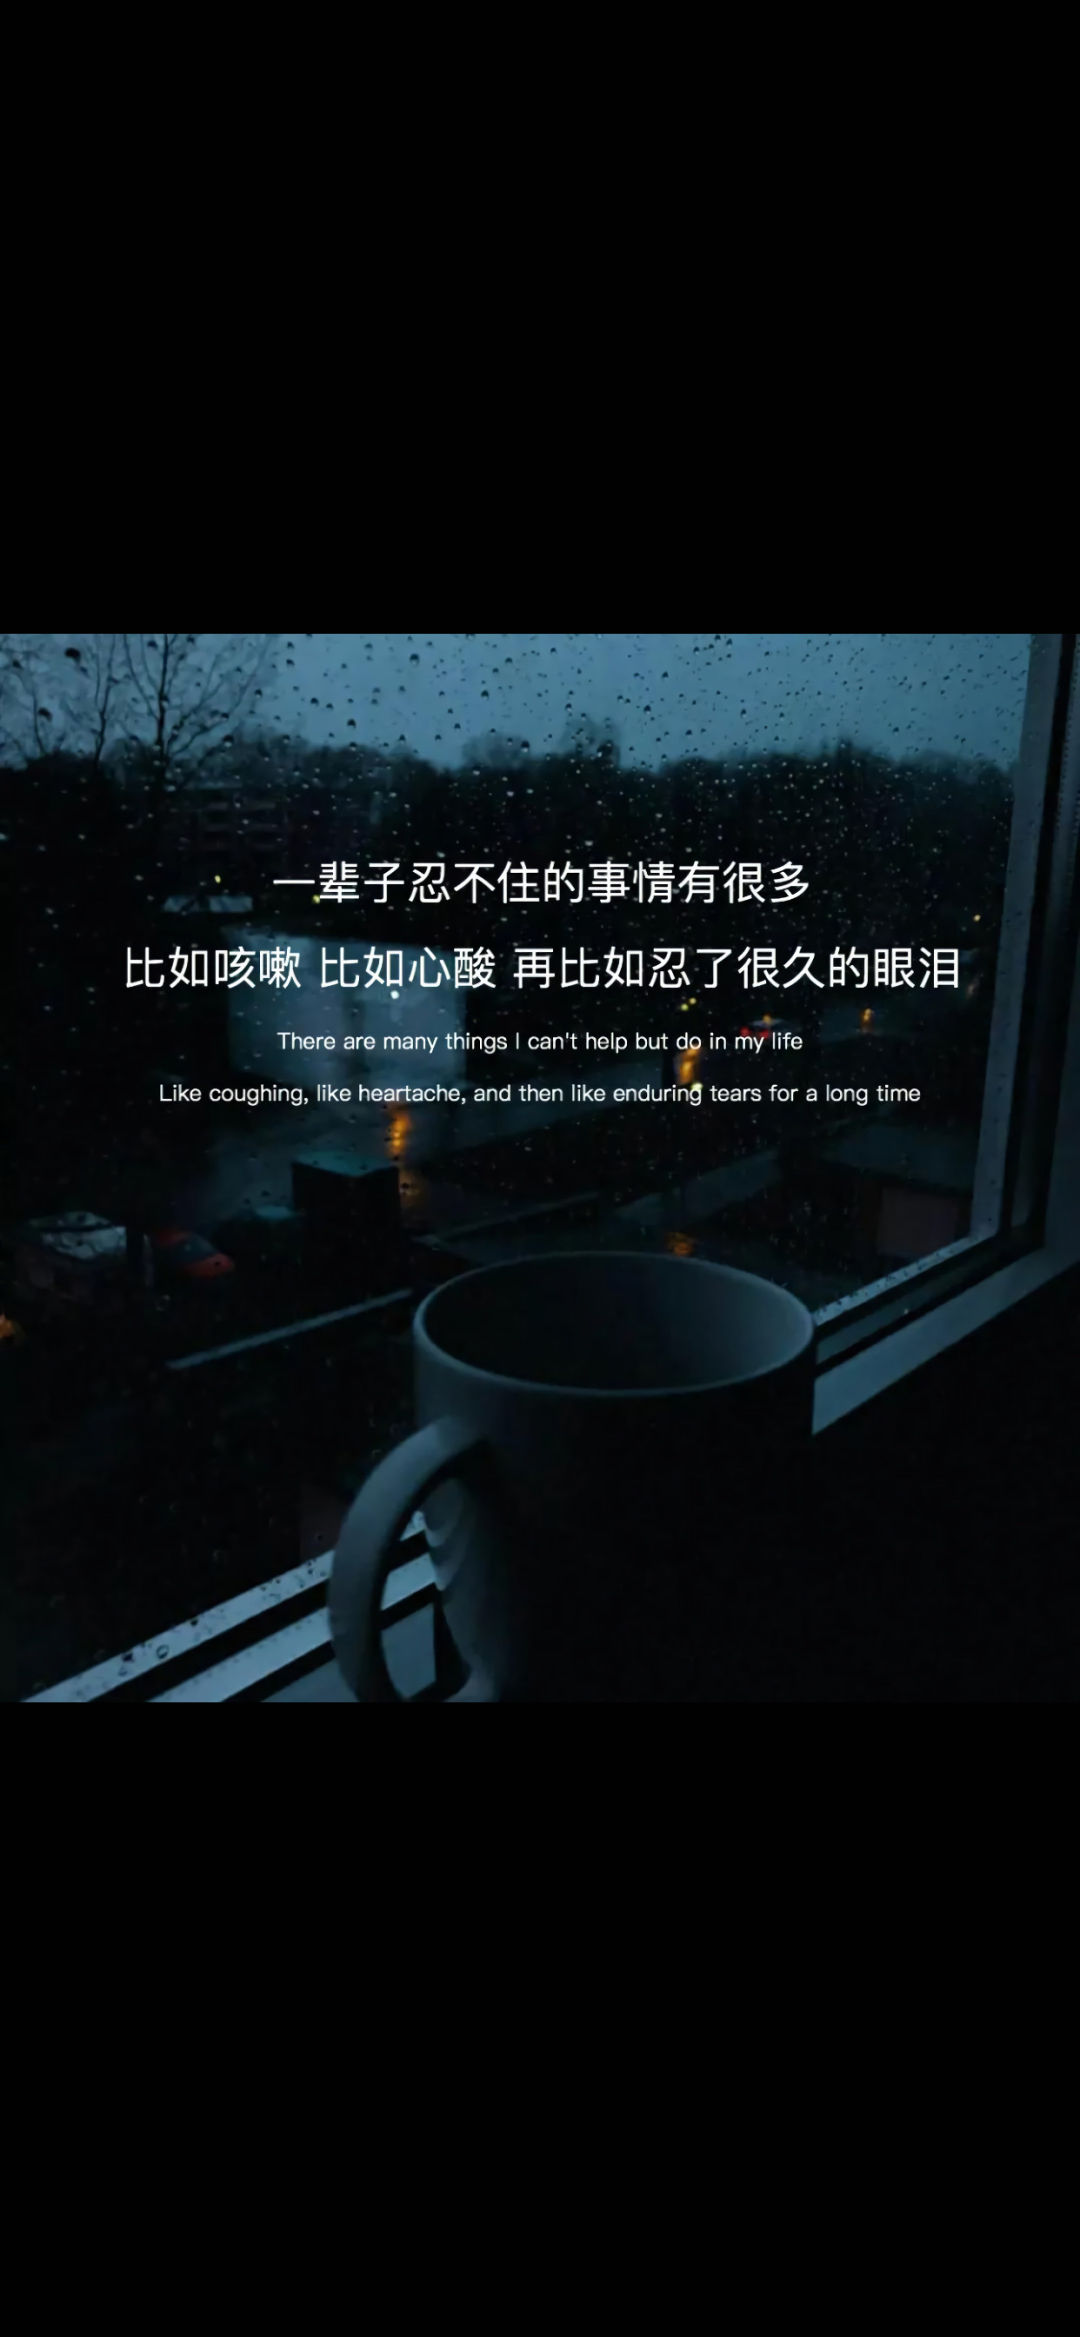 一辈子忍不住的事情有很多
比如咳嗽 比如心酸 再比如忍了很久的眼泪
There are many things I can't help but do in my life
Like coughing, like heartache, and then like enduring tears for a long time